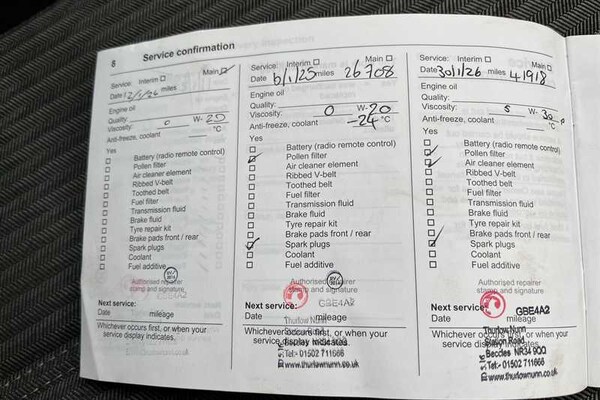 8
Service confirmation
Service: Interim ☐ Main ☑
Date miles
Engine oil
Quality:
Viscosity: 0 W- 20
Anti-freeze, coolant °C
Yes
☐ Battery (radio remote control)
☐ Pollen filter
☐ Air cleaner element
☐ Ribbed V-belt
☐ Toothed belt
☐ Fuel filter
☐ Transmission fluid
☐ Brake fluid
☐ Tyre repair kit
☐ Brake pads front / rear
☐ Spark plugs
☐ Coolant
☐ Fuel additive
Authorised repairer
stamp and signature
Next service:
Date mileage
Whichever occurs first, or when your
service display indicates.
Service: Interim ☐ Main ☐
Date 6/1/25 miles 26708
Engine oil
Quality:
Viscosity: 0 W- 20
Anti-freeze, coolant -24 °C
Yes
☐ Battery (radio remote control)
☑ Pollen filter
☐ Air cleaner element
☐ Ribbed V-belt
☐ Toothed belt
☐ Fuel filter
☐ Transmission fluid
☐ Brake fluid
☐ Tyre repair kit
☐ Brake pads front / rear
☑ Spark plugs
☐ Coolant
☐ Fuel additive
Authorised repairer
stamp and signature
GBE4A2
Next service:
Date mileage
Whichever occurs first, or when your
service display indicates.
Thurlow Nunn
Tel:- 01502 711666
www.thurlownunn.co.uk
Service: Interim ☐ Main ☐
Date 30/1/26 miles 41918
Engine oil
Quality:
Viscosity: 5 W- 30
Anti-freeze, coolant °C
Yes
☐ Battery (radio remote control)
☑ Pollen filter
☑ Air cleaner element
☐ Ribbed V-belt
☐ Toothed belt
☐ Fuel filter
☐ Transmission fluid
☐ Brake fluid
☐ Tyre repair kit
☑ Brake pads front / rear
☐ Spark plugs
☐ Coolant
☐ Fuel additive
Authorised repairer
stamp and signature
GBE4A2
Next service:
Date mileage
Whichever occurs first, or when your
service display indicates.
Thurlow Nunn
Station Road
Beccles NR34 9QQ
Tel:- 01502 711666
www.thurlownunn.co.uk